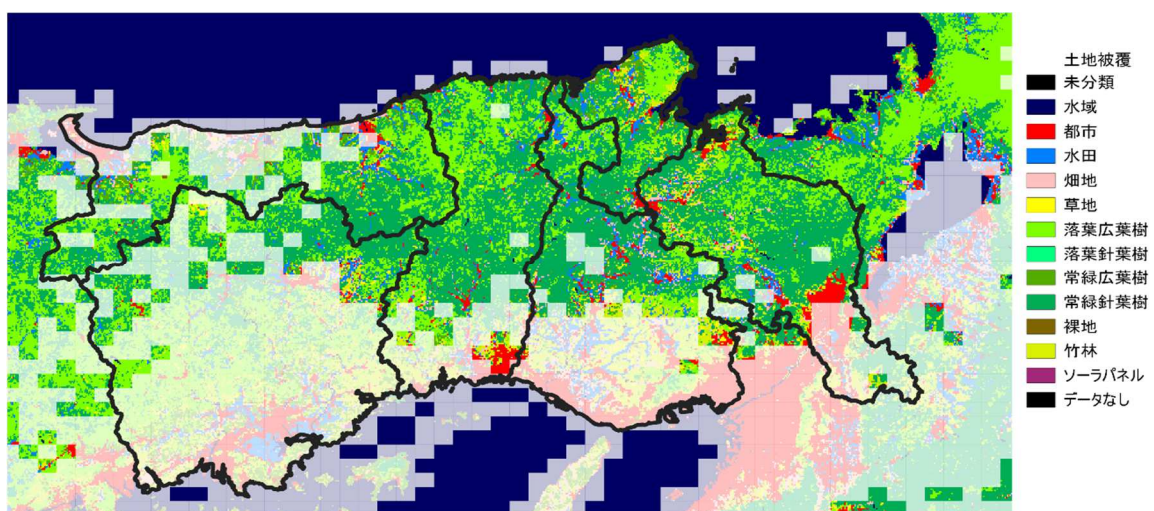 土地被覆
未分類
水域
都市
水田
畑地
草地
落葉広葉樹
落葉針葉樹
常緑広葉樹
常緑針葉樹
裸地
竹林
ソーラパネル
データなし